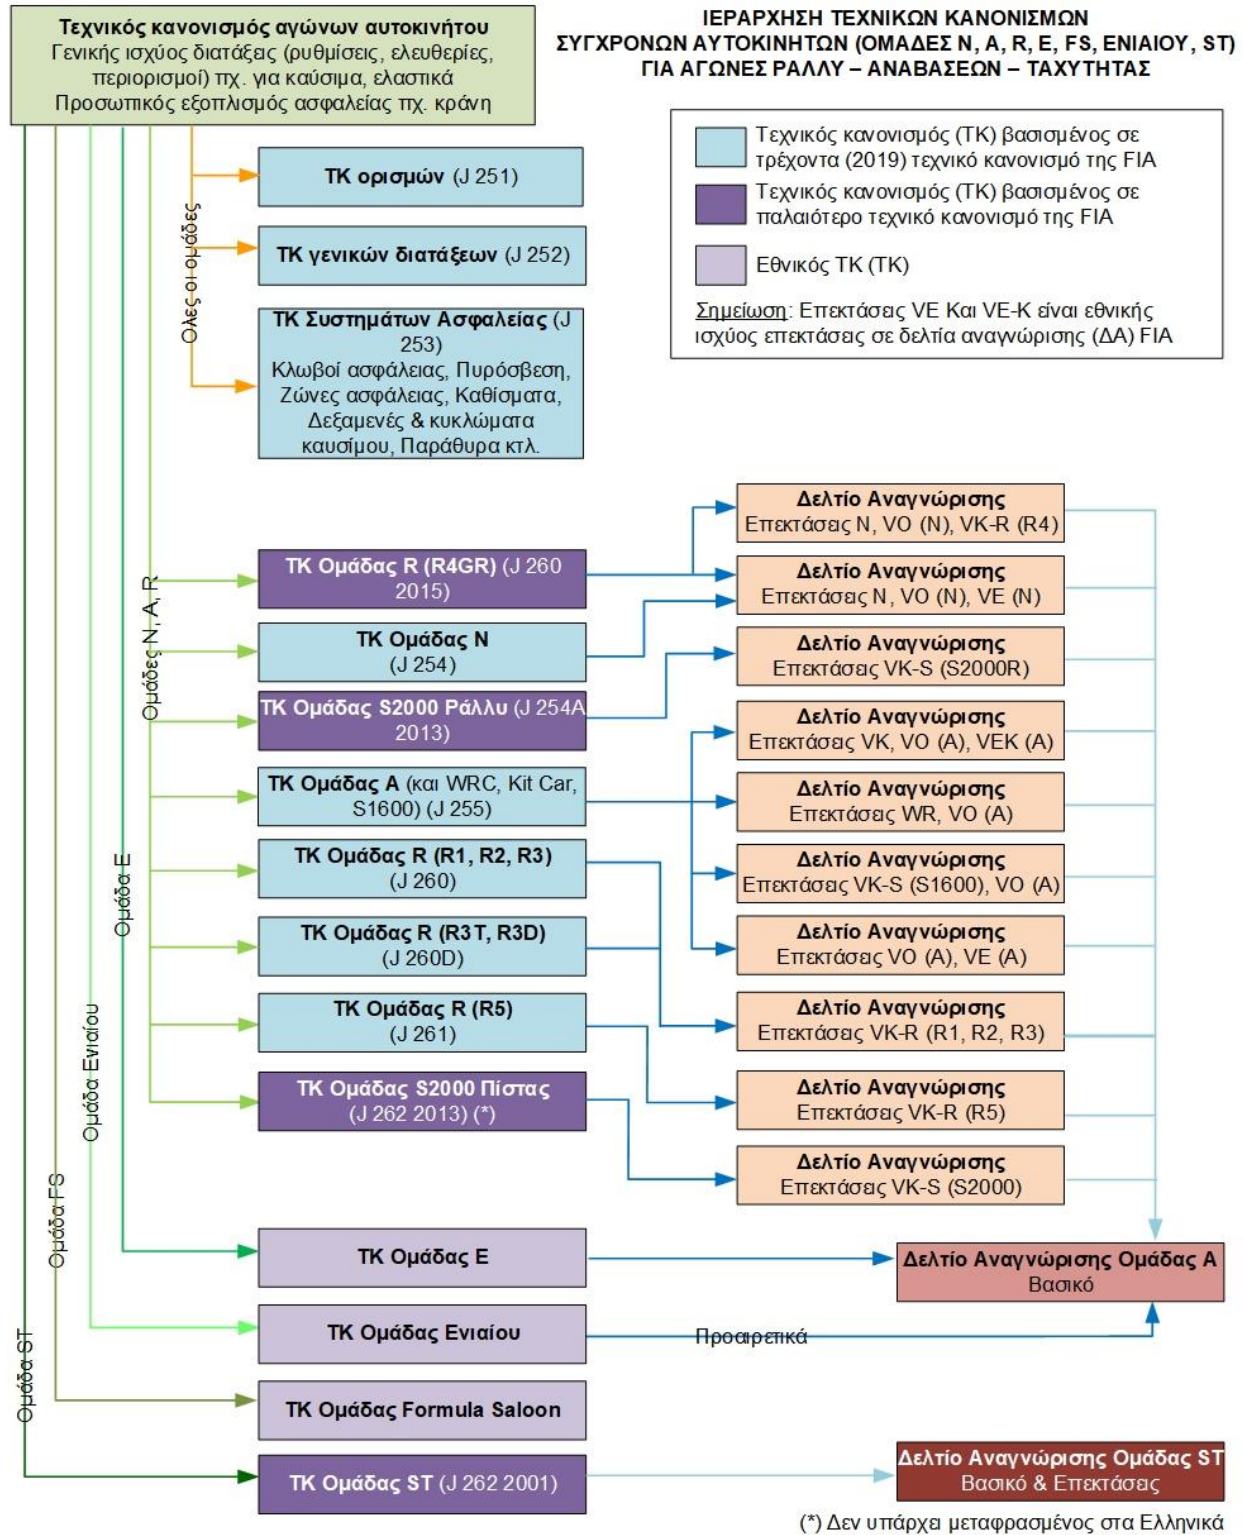 Τεχνικός κανονισμός αγώνων αυτοκινήτου
Γενικής ισχύος διατάξεις (ρυθμίσεις, ελευθερίες,
περιορισμοί) πχ. για καύσιμα, ελαστικά
Προσωπικός εξοπλισμός ασφαλείας πχ. κράνη
ΙΕΡΑΡΧΗΣΗ ΤΕΧΝΙΚΩΝ ΚΑΝΟΝΙΣΜΩΝ
ΣΥΓΧΡΟΝΩΝ ΑΥΤΟΚΙΝΗΤΩΝ (ΟΜΑΔΕΣ N, A, R, E, FS, ΕΝΙΑΙΟΥ, ST)
ΓΙΑ ΑΓΩΝΕΣ ΡΑΛΛΥ – ΑΝΑΒΑΣΕΩΝ – ΤΑΧΥΤΗΤΑΣ
Τεχνικός κανονισμός (ΤΚ) βασισμένος σε
τρέχοντα (2019) τεχνικό κανονισμό της FIA
Τεχνικός κανονισμός (ΤΚ) βασισμένος σε
παλαιότερο τεχνικό κανονισμό της FIA
Εθνικός ΤΚ (ΤΚ)
Σημείωση: Επεκτάσεις VE Και VE-K είναι εθνικής
ισχύος επεκτάσεις σε δελτία αναγνώρισης (ΔΑ) FIA
Όλες οι ομάδες
ΤΚ ορισμών (J 251)
ΤΚ γενικών διατάξεων (J 252)
ΤΚ Συστημάτων Ασφαλείας (J
253)
Κλωβοί ασφάλειας, Πυρόσβεση,
Ζώνες ασφάλειας, Καθίσματα,
Δεξαμενές & κυκλώματα
καυσίμου, Παράθυρα κτλ.
Ομάδες N, A, R
ΤΚ Ομάδας R (R4GR) (J 260
2015)
ΤΚ Ομάδας N
(J 254)
ΤΚ Ομάδας S2000 Ράλλυ (J 254A
2013)
ΤΚ Ομάδας A (και WRC, Kit Car,
S1600) (J 255)
ΤΚ Ομάδας R (R1, R2, R3)
(J 260)
ΤΚ Ομάδας R (R3T, R3D)
(J 260D)
ΤΚ Ομάδας R (R5)
(J 261)
ΤΚ Ομάδας S2000 Πίστας
(J 262 2013) (*)
Δελτίο Αναγνώρισης
Επεκτάσεις N, VO (N), VK-R (R4)
Δελτίο Αναγνώρισης
Επεκτάσεις N, VO (N), VE (N)
Δελτίο Αναγνώρισης
Επεκτάσεις VK-S (S2000R)
Δελτίο Αναγνώρισης
Επεκτάσεις VK, VO (A), VEK (A)
Δελτίο Αναγνώρισης
Επεκτάσεις WR, VO (A)
Δελτίο Αναγνώρισης
Επεκτάσεις VK-S (S1600), VO (A)
Δελτίο Αναγνώρισης
Επεκτάσεις VO (A), VE (A)
Δελτίο Αναγνώρισης
Επεκτάσεις VK-R (R1, R2, R3)
Δελτίο Αναγνώρισης
Επεκτάσεις VK-R (R5)
Δελτίο Αναγνώρισης
Επεκτάσεις VK-S (S2000)
Ομάδα E
ΤΚ Ομάδας E
Δελτίο Αναγνώρισης Ομάδας A
Βασικό
Ομάδα Ενιαίου
ΤΚ Ομάδας Ενιαίου
Προαιρετικά
Ομάδα FS
ΤΚ Ομάδας Formula Saloon
Ομάδα ST
ΤΚ Ομάδας ST (J 262 2001)
Δελτίο Αναγνώρισης Ομάδας ST
Βασικό & Επεκτάσεις
(*) Δεν υπάρχει μεταφρασμένος στα Ελληνικά